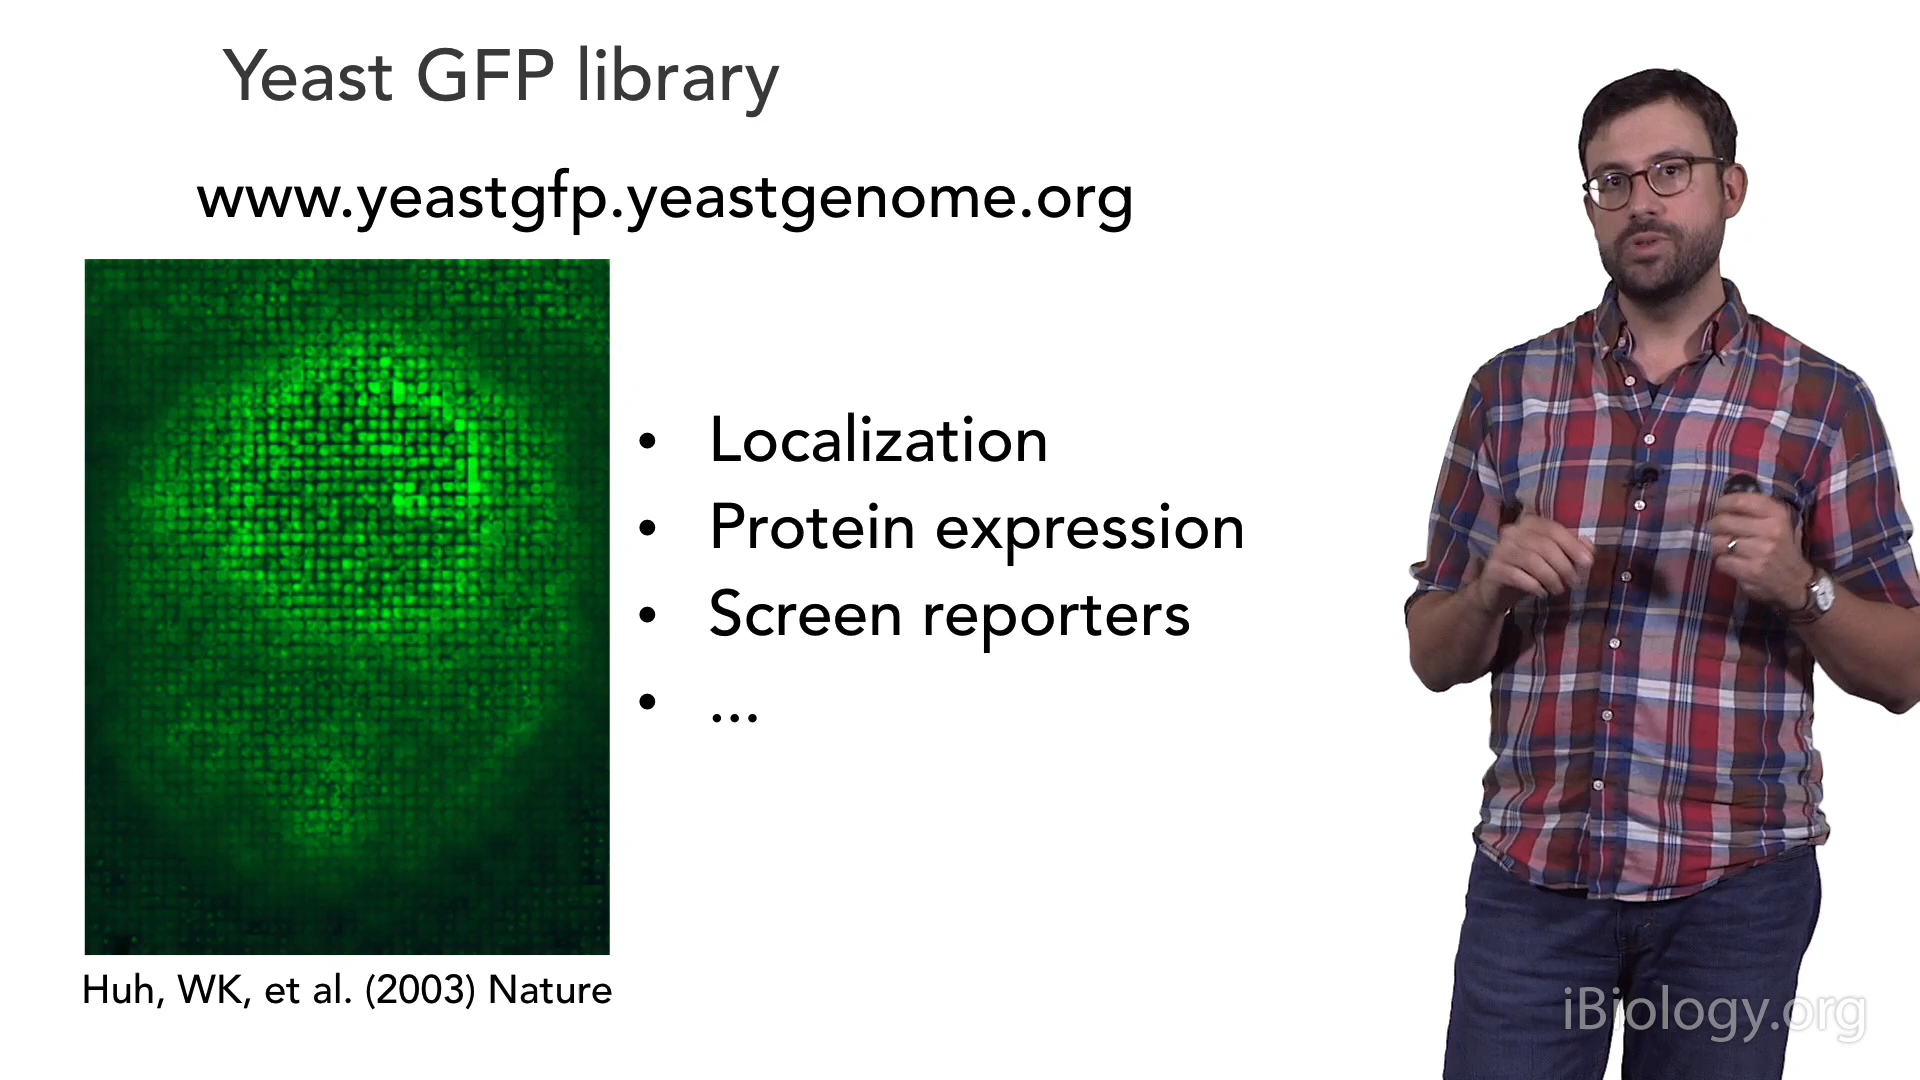 Yeast GFP library
www.yeastgfp.yeastgenome.org
• Localization
• Protein expression
• Screen reporters
• ...
Huh, WK, et al. (2003) Nature
iBiology.org